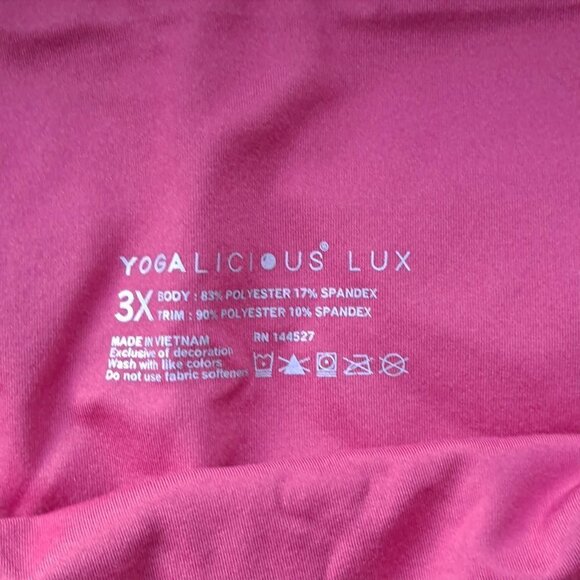 YOGALICIOUS® LUX
3X BODY : 83% POLYESTER 17% SPANDEX
TRIM : 90% POLYESTER 10% SPANDEX
MADE IN VIETNAM RN 144527
Exclusive of decoration
Wash with like colors
Do not use fabric softener